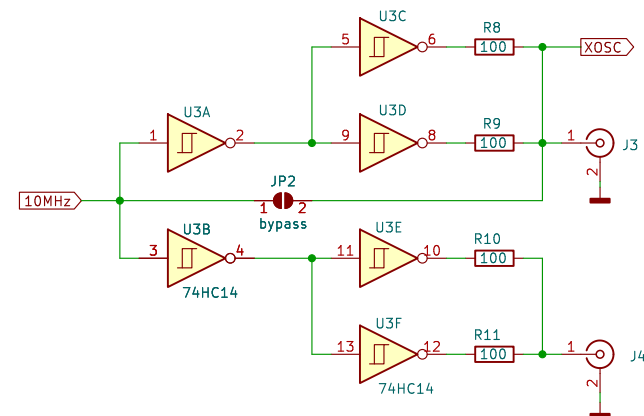 U3C
5
6
R8
100
XOSC
U3A
1
2
U3D
9
8
R9
100
1
J3
2
10MHz
JP2
1
2
bypass
U3B
3
4
74HC14
U3E
11
10
R10
100
U3F
13
12
74HC14
R11
100
1
J4
2